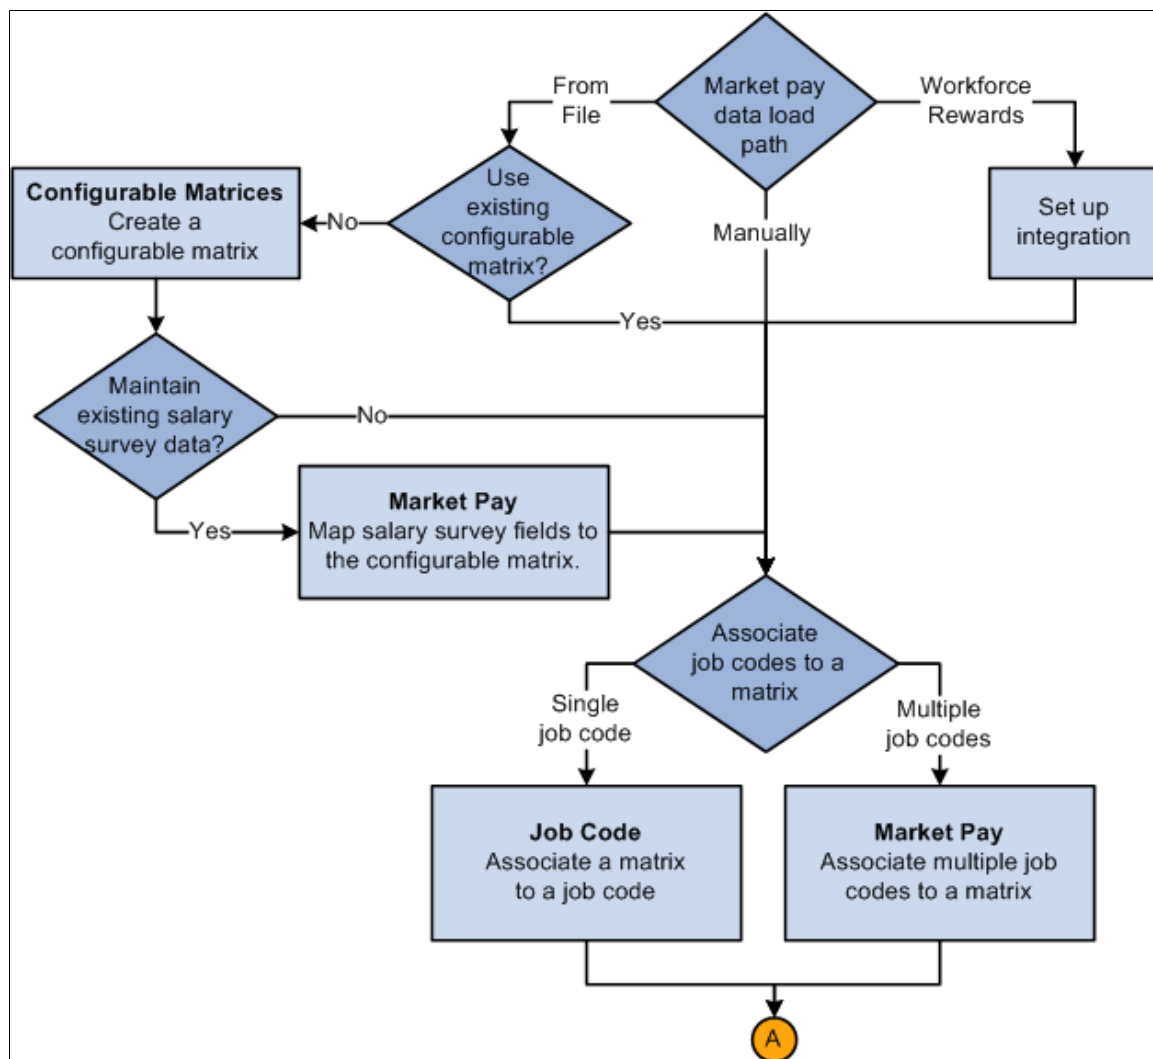 Market pay
data load
path
From
File
Workforce
Rewards
Manually
Use
existing
configurable
matrix?
No
Yes
Configurable Matrices
Create a
configurable matrix
Set up
integration
Maintain
existing salary
survey data?
No
Yes
Market Pay
Map salary survey fields to
the configurable matrix.
Associate
job codes to a
matrix
Single
job code
Multiple
job codes
Job Code
Associate a matrix
to a job code
Market Pay
Associate multiple job
codes to a matrix
A